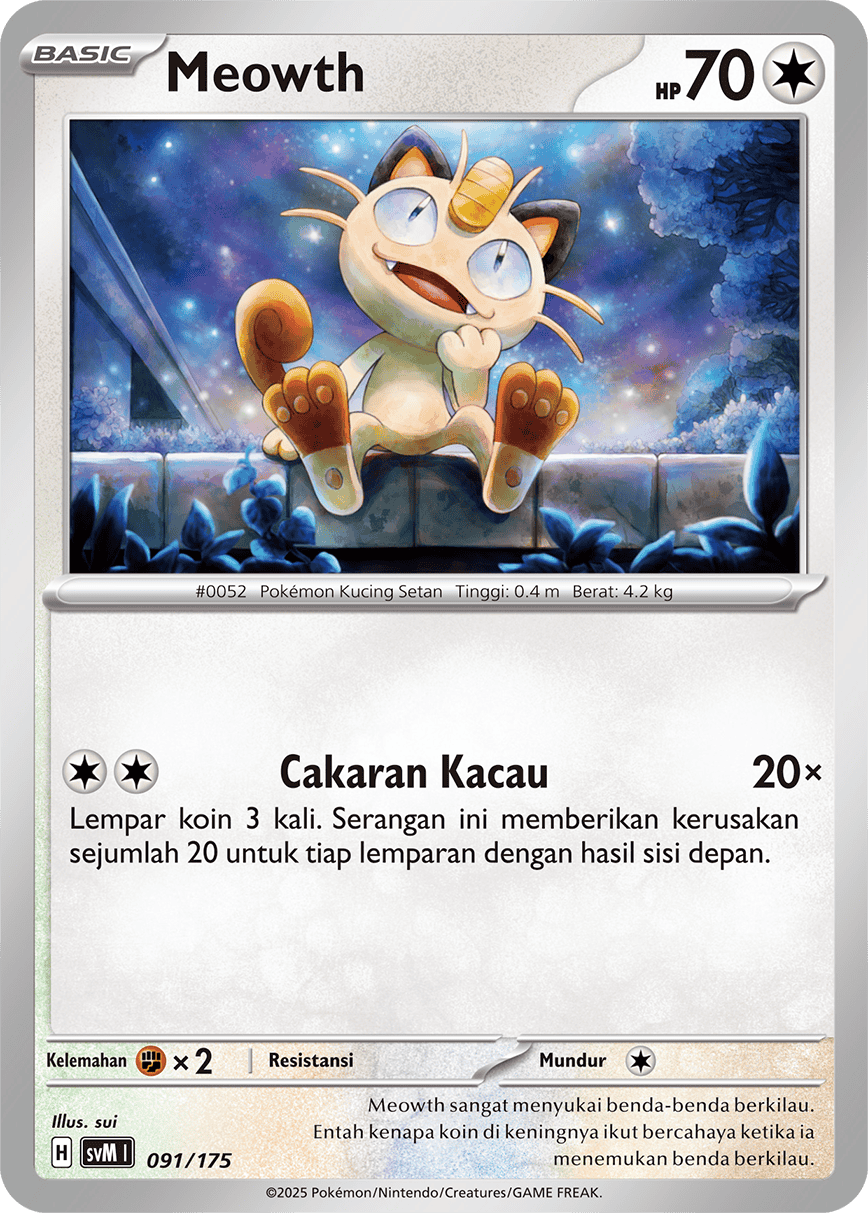 BASIC
Meowth
HP 70
#0052 Pokémon Kucing Setan Tinggi: 0.4 m Berat: 4.2 kg
Cakaran Kacau 20×
Lempar koin 3 kali. Serangan ini memberikan kerusakan
sejumlah 20 untuk tiap lemparan dengan hasil sisi depan.
Kelemahan ×2 Resistansi Mundur
Illus. sui
H svM I 091/175
Meowth sangat menyukai benda-benda berkilau.
Entah kenapa koin di keningnya ikut bercahaya ketika ia
menemukan benda berkilau.
©2025 Pokémon/Nintendo/Creatures/GAME FREAK.